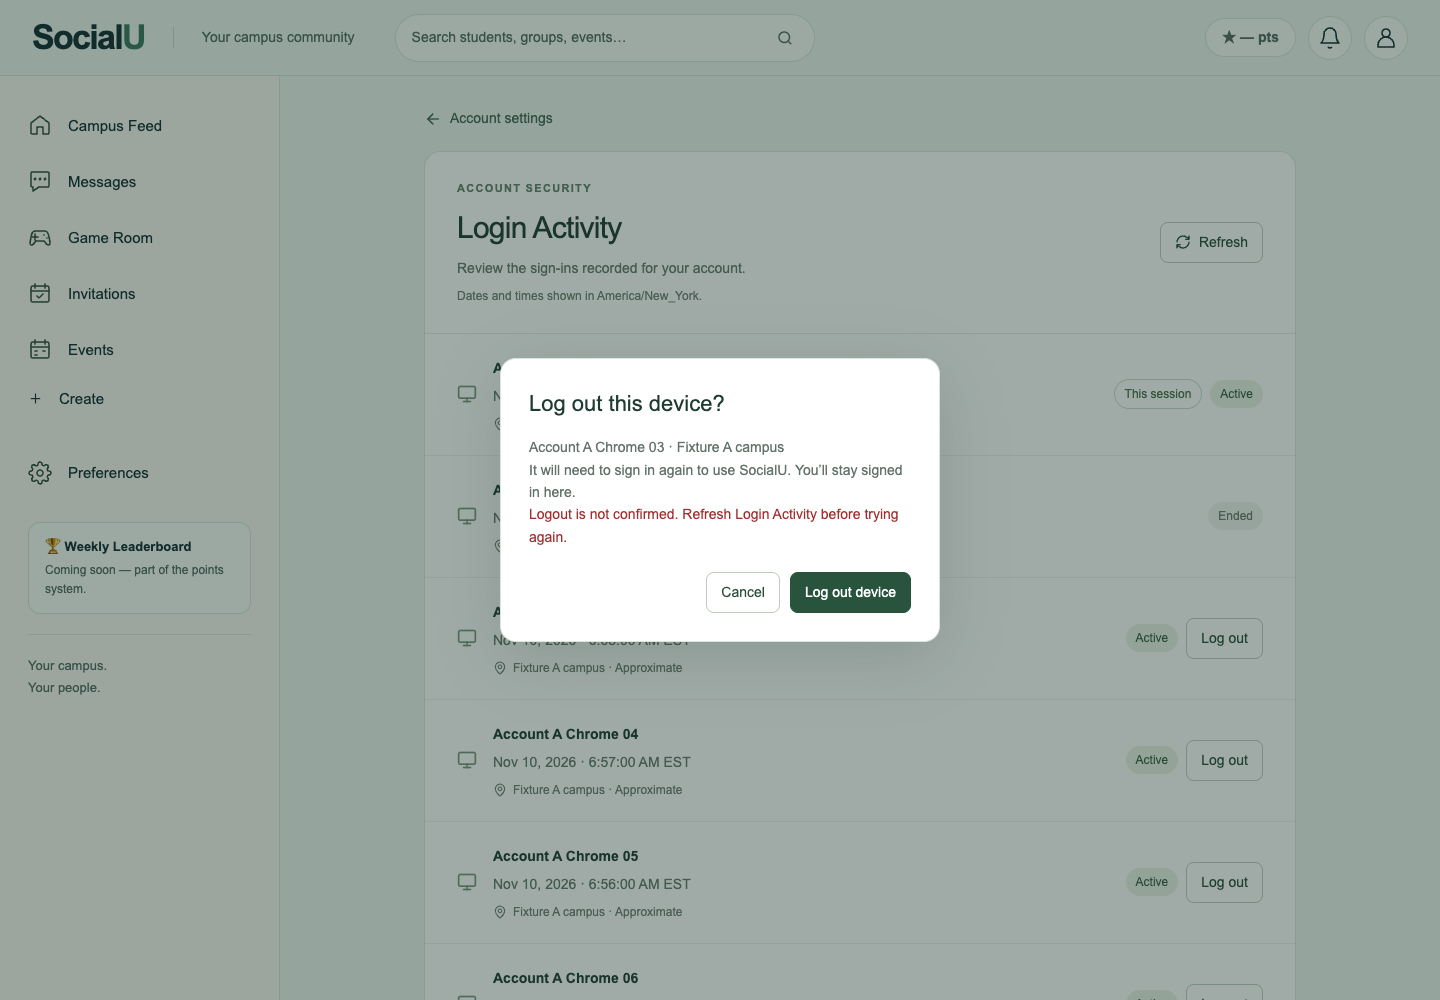 SocialU
Your campus community
Search students, groups, events…
★ — pts
Campus Feed
Messages
Game Room
Invitations
Events
+ Create
Preferences
🏆 Weekly Leaderboard
Coming soon — part of the points
system.
Your campus.
Your people.
← Account settings
ACCOUNT SECURITY
Login Activity
Review the sign-ins recorded for your account.
Dates and times shown in America/New_York.
Refresh
This session
Active
Ended
Log out this device?
Account A Chrome 03 · Fixture A campus
It will need to sign in again to use SocialU. You’ll stay signed
in here.
Logout is not confirmed. Refresh Login Activity before trying
again.
Cancel
Log out device
Fixture A campus · Approximate
Active
Log out
Account A Chrome 04
Nov 10, 2026 · 6:57:00 AM EST
Fixture A campus · Approximate
Active
Log out
Account A Chrome 05
Nov 10, 2026 · 6:56:00 AM EST
Fixture A campus · Approximate
Active
Log out
Account A Chrome 06